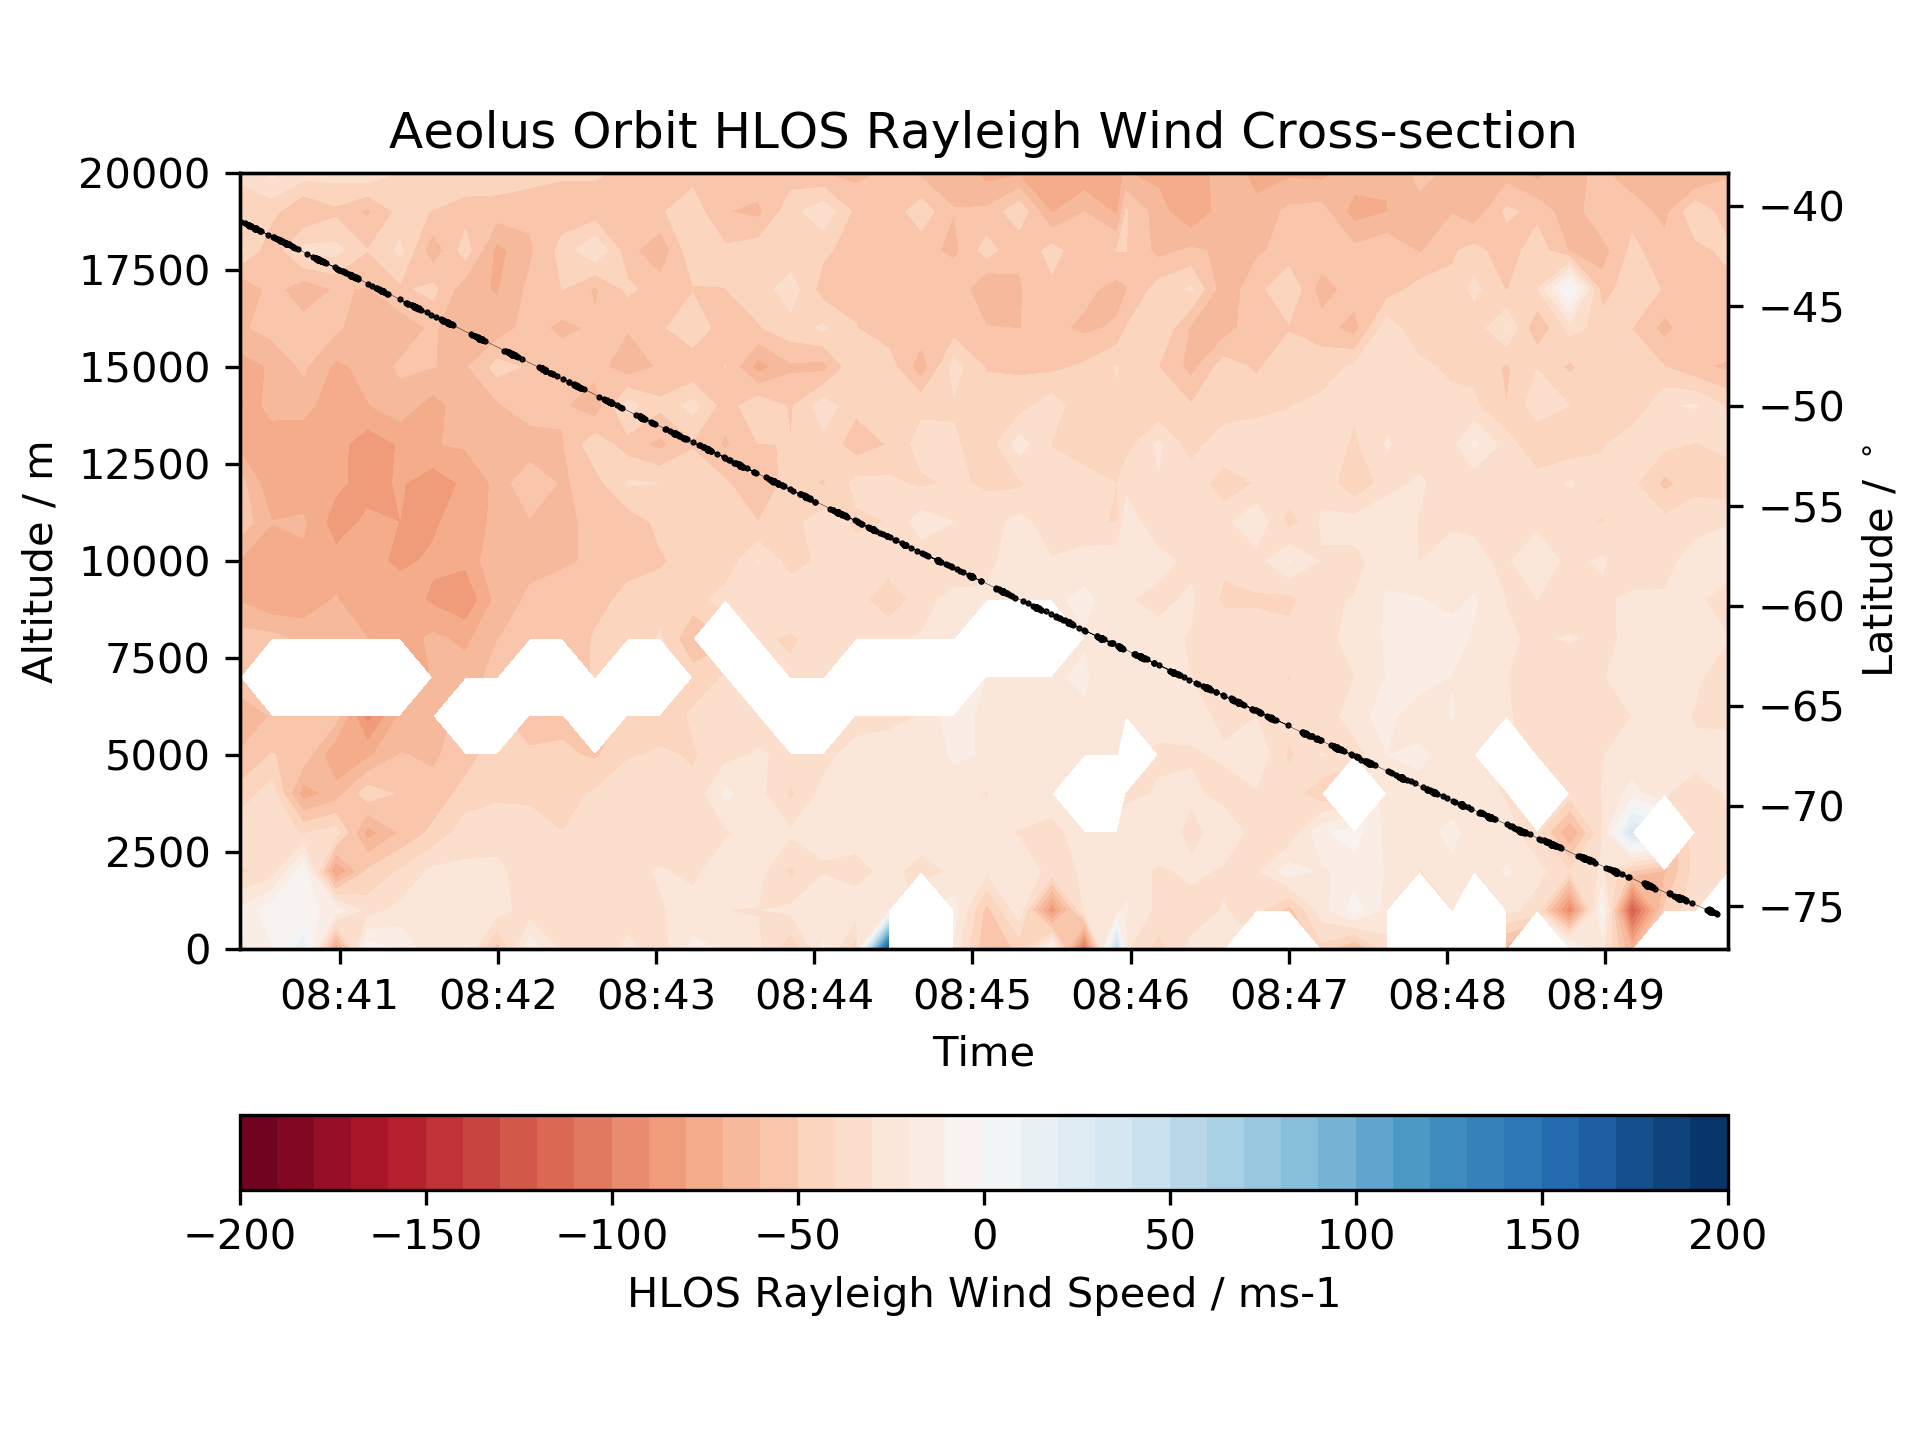 Aeolus Orbit HLOS Rayleigh Wind Cross-section
20000
17500
15000
12500
10000
7500
5000
2500
0
Altitude / m
−40
−45
−50
−55
−60
−65
−70
−75
Latitude / °
08:41 08:42 08:43 08:44 08:45 08:46 08:47 08:48 08:49
Time
−200 −150 −100 −50 0 50 100 150 200
HLOS Rayleigh Wind Speed / ms-1